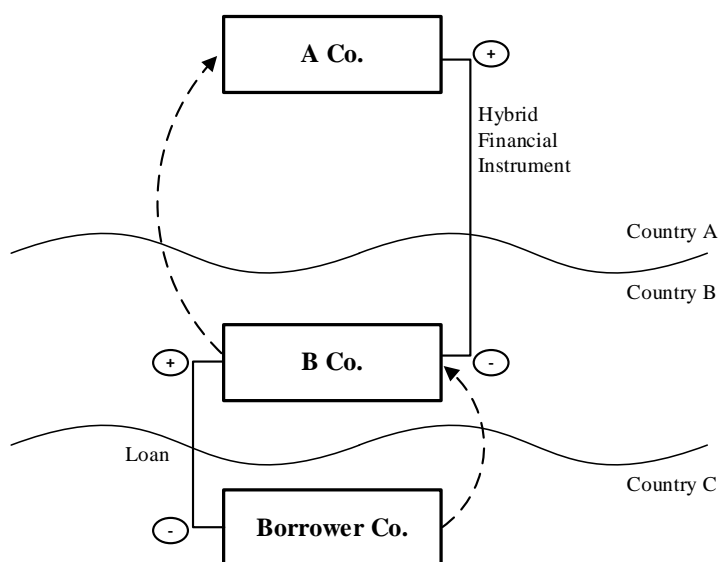 A Co.
+
Hybrid
Financial
Instrument
Country A
Country B
B Co.
+
-
Loan
Country C
-
Borrower Co.